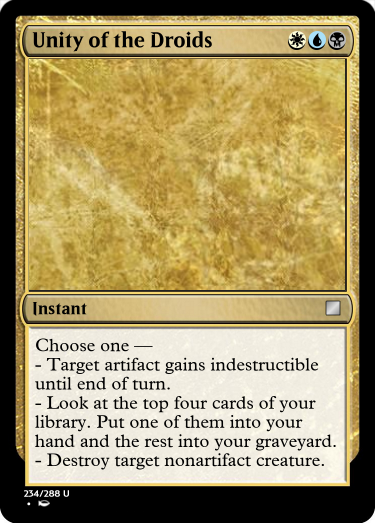 Unity of the Droids
Instant
Choose one —
- Target artifact gains indestructible
until end of turn.
- Look at the top four cards of your
library. Put one of them into your
hand and the rest into your graveyard.
- Destroy target nonartifact creature.
234/288 U